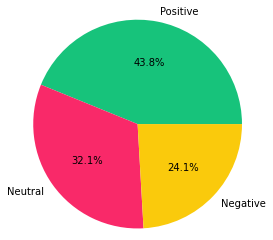 Positive
43.8%
32.1%
24.1%
Neutral
Negative